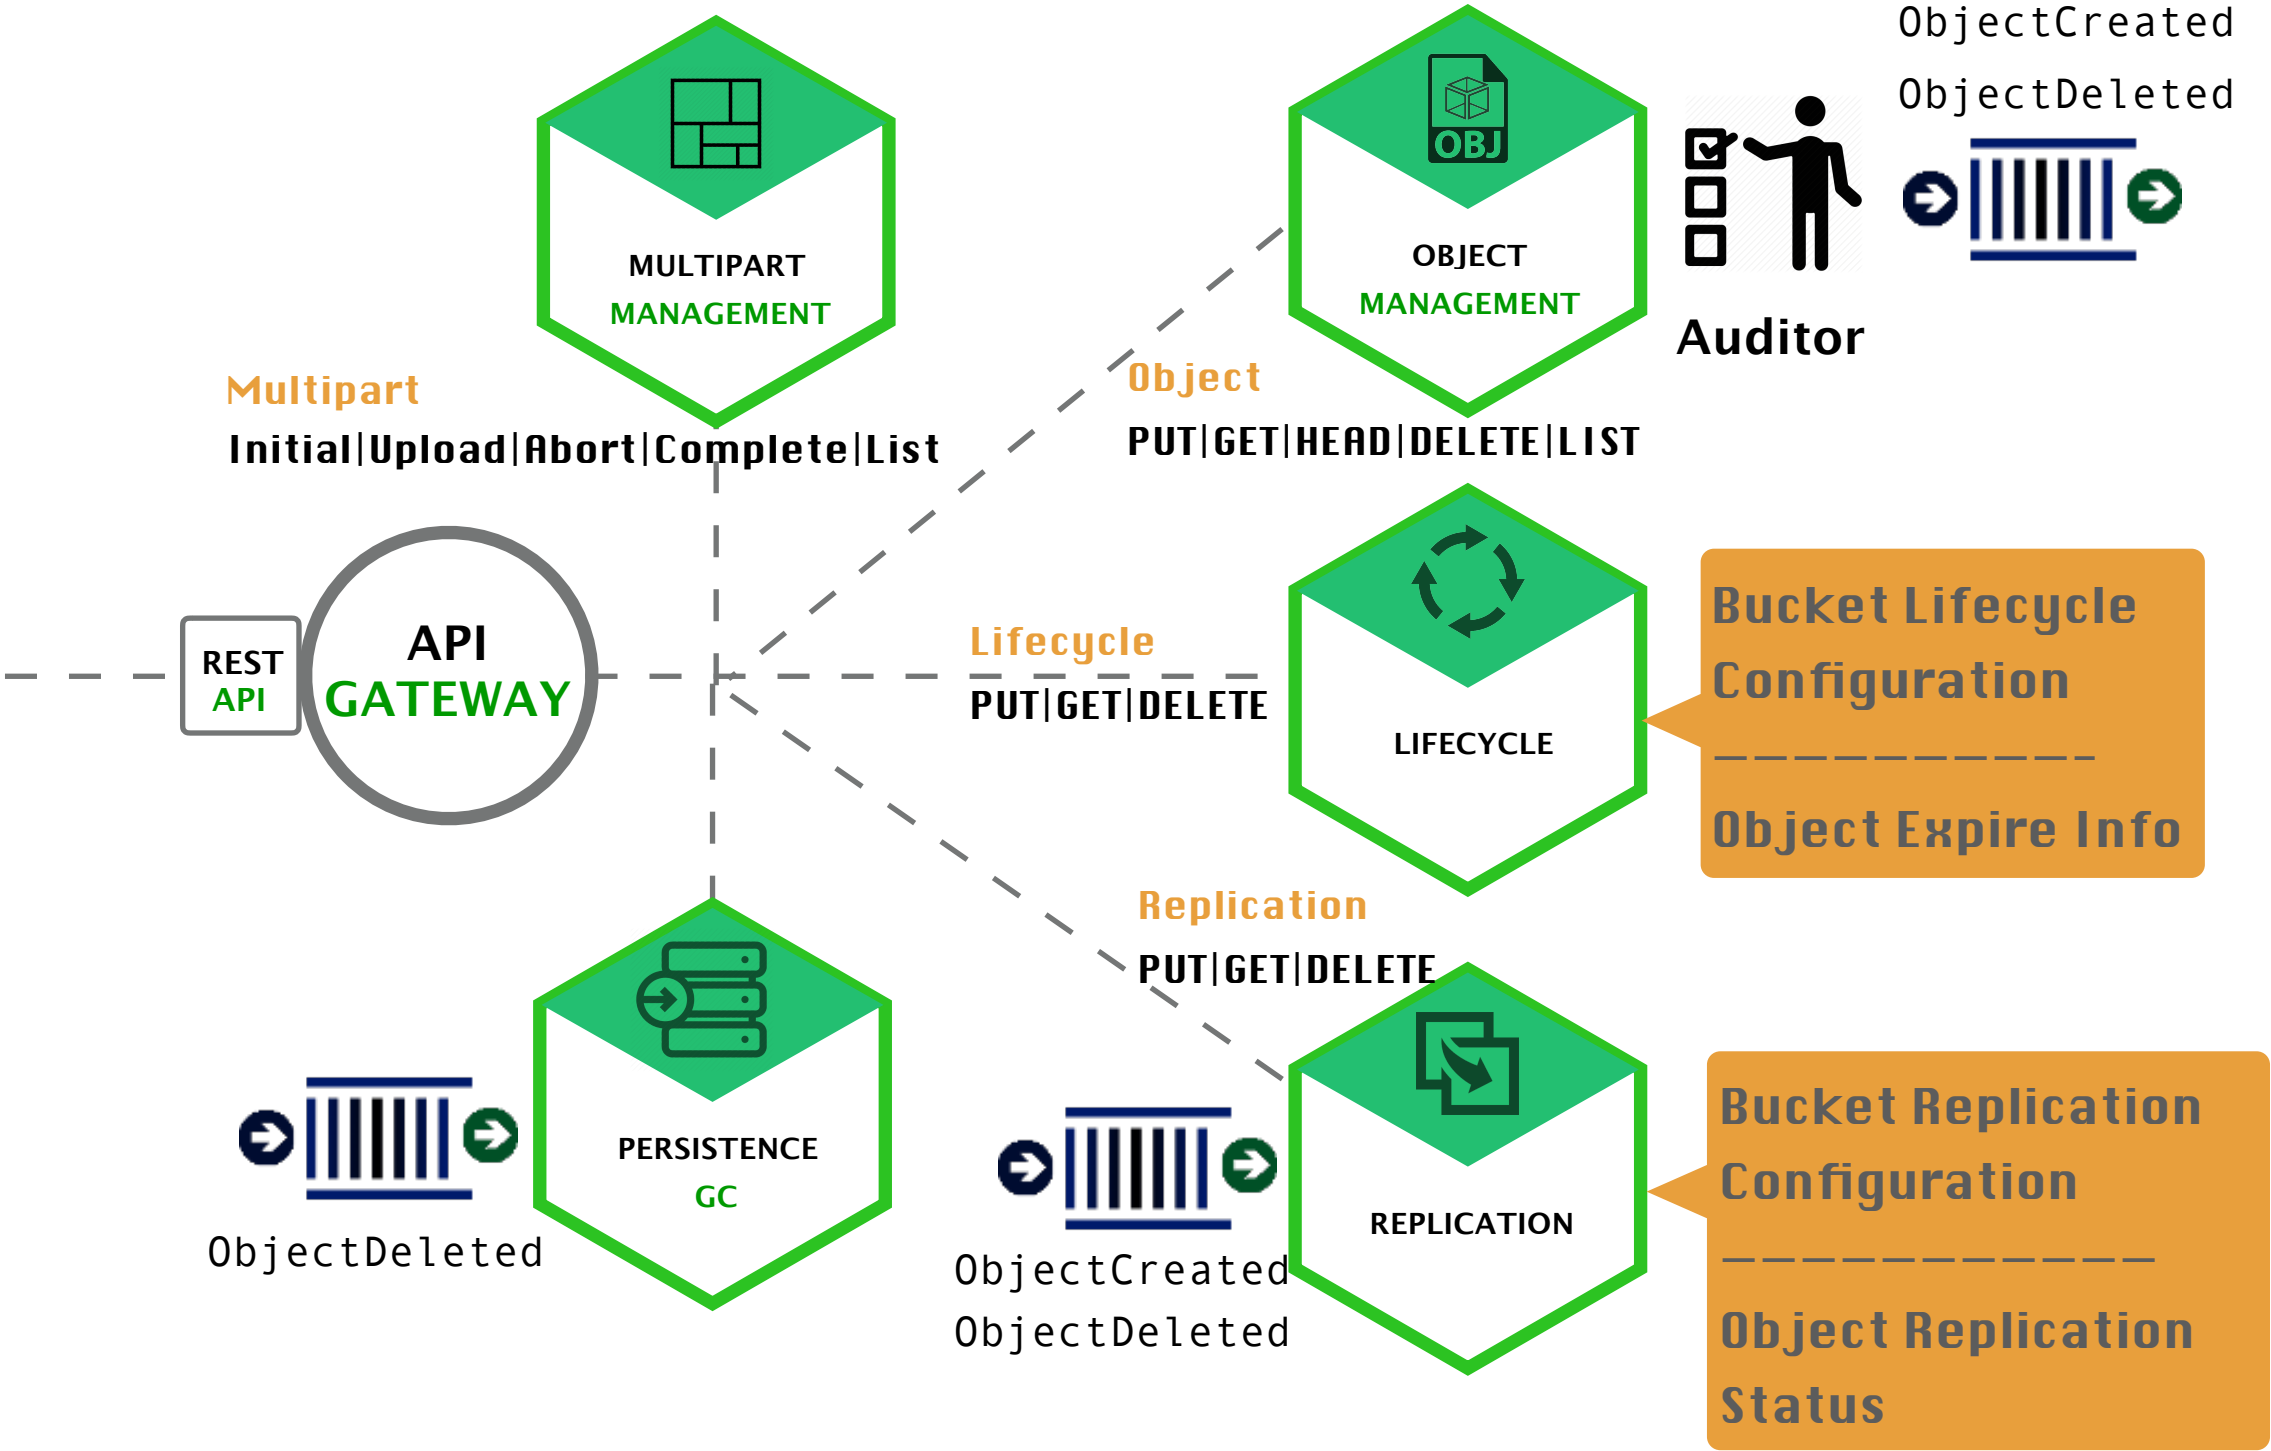 ObjectCreated
ObjectDeleted
OBJ
MULTIPART
MANAGEMENT
OBJECT
MANAGEMENT
Auditor
Multipart
Initial|Upload|Abort|Complete|List
Object
PUT|GET|HEAD|DELETE|LIST
REST
API
API
GATEWAY
Lifecycle
PUT|GET|DELETE
LIFECYCLE
Bucket Lifecycle
Configuration
——————————-
Object Expire Info
Replication
PUT|GET|DELETE
PERSISTENCE
GC
ObjectDeleted
ObjectCreated
ObjectDeleted
REPLICATION
Bucket Replication
Configuration
———————————
Object Replication
Status